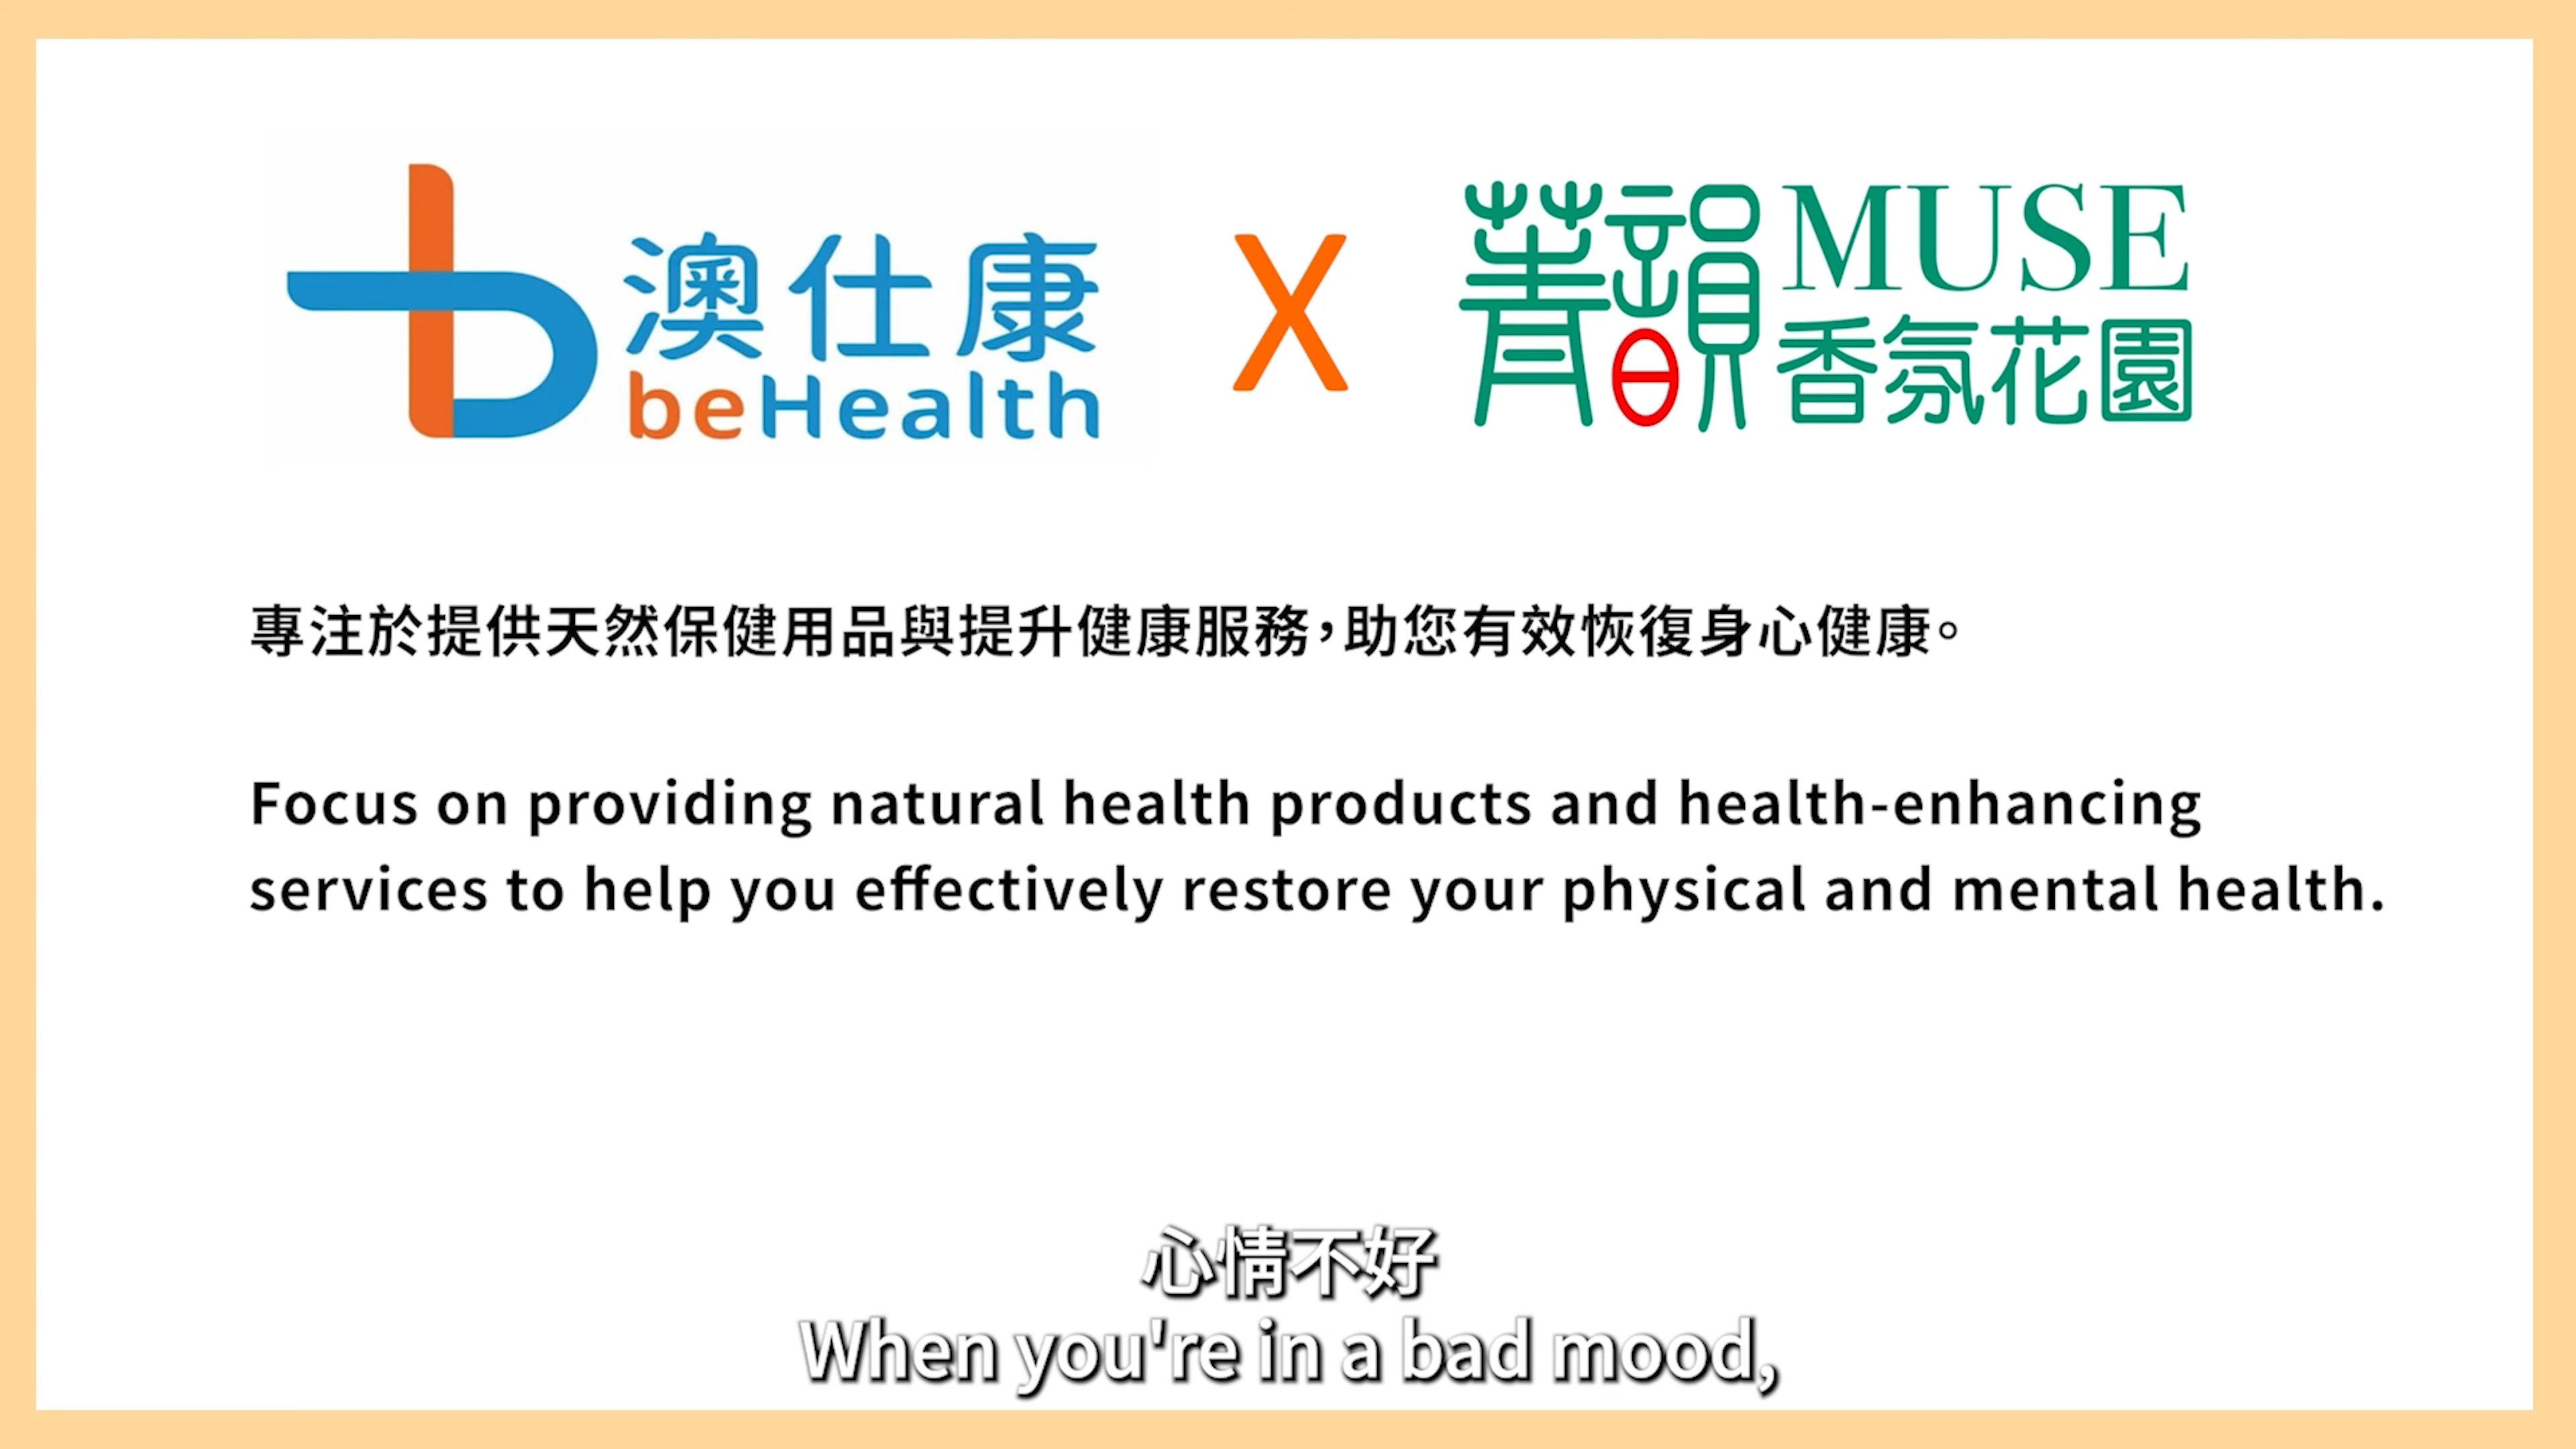 澳仕康
beHealth
X
菁韻
MUSE
香氛花園
專注於提供天然保健用品與提升健康服務，助您有效恢復身心健康。
Focus on providing natural health products and health-enhancing
services to help you effectively restore your physical and mental health.
心情不好
When you're in a bad mood,